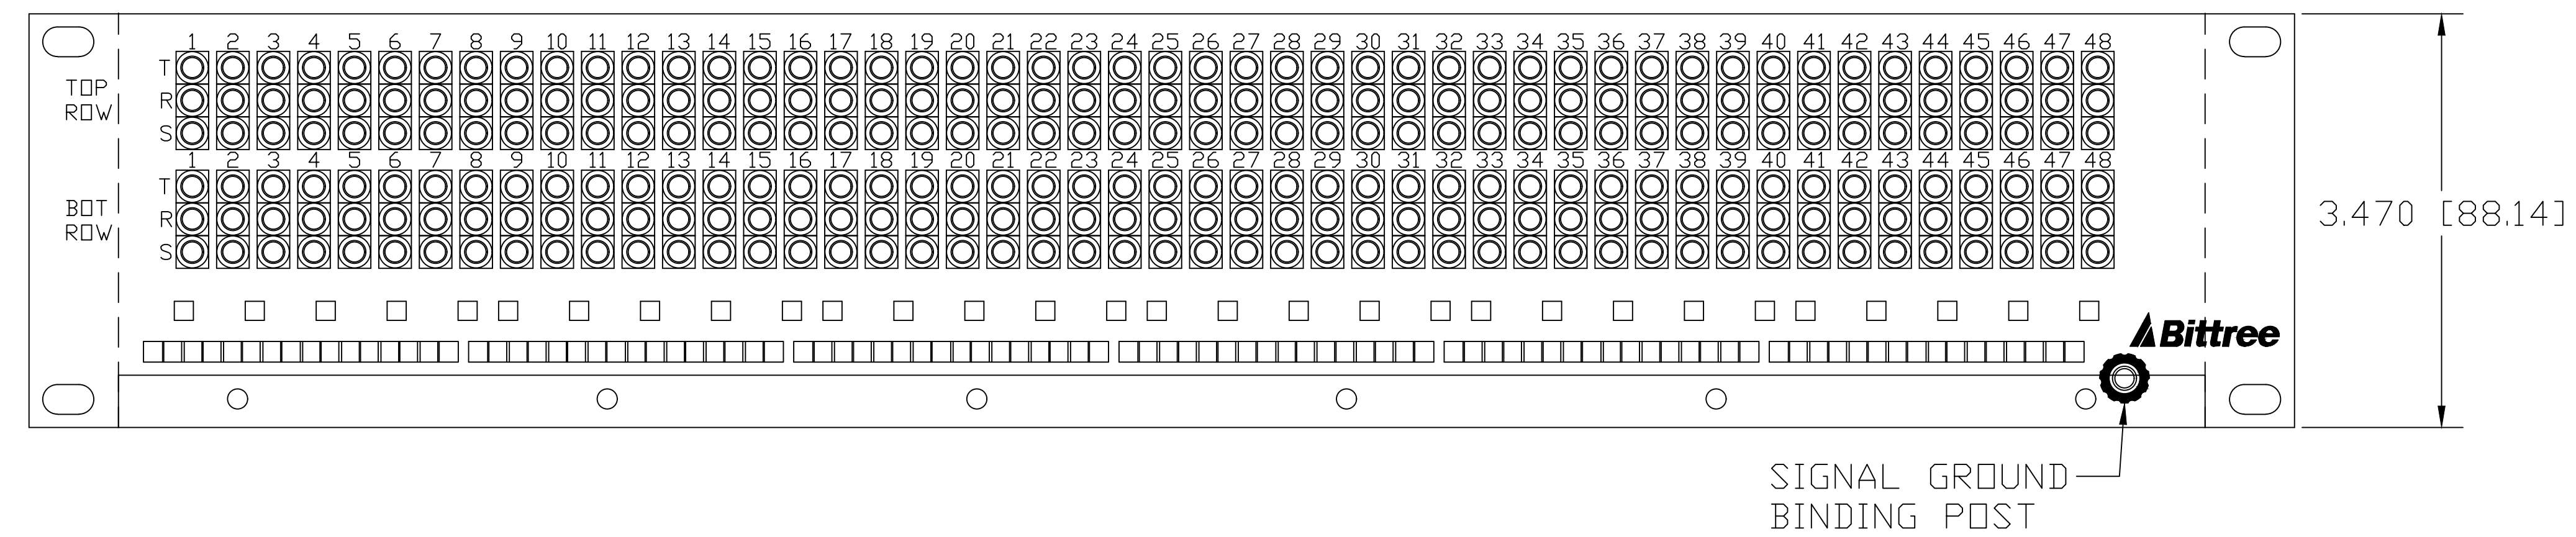 1 2 3 4 5 6 7 8 9 10 11 12 13 14 15 16 17 18 19 20 21 22 23 24 25 26 27 28 29 30 31 32 33 34 35 36 37 38 39 40 41 42 43 44 45 46 47 48
T
TOP
R
ROW
S
1 2 3 4 5 6 7 8 9 10 11 12 13 14 15 16 17 18 19 20 21 22 23 24 25 26 27 28 29 30 31 32 33 34 35 36 37 38 39 40 41 42 43 44 45 46 47 48
T
BOT
R
ROW
S
3.470 [88.14]
Bittree
SIGNAL GROUND
BINDING POST